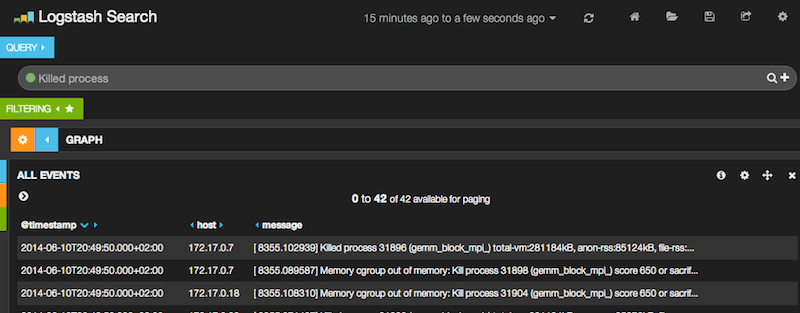 Logstash Search
15 minutes ago to a few seconds ago
QUERY
Killed process
FILTERING
GRAPH
ALL EVENTS
0 to 42 of 42 available for paging
@timestamp host message
2014-06-10T20:49:50.000+02:00 172.17.0.7 [ 8355.102939] Killed process 31896 (gemm_block_mpi_) total-vm:281184kB, anon-rss:85124kB, file-rss:...
2014-06-10T20:49:50.000+02:00 172.17.0.7 [ 8355.089587] Memory cgroup out of memory: Kill process 31898 (gemm_block_mpi_) score 650 or sacrif...
2014-06-10T20:49:50.000+02:00 172.17.0.18 [ 8355.108310] Memory cgroup out of memory: Kill process 31904 (gemm_block_mpi_) score 650 or sacrif...